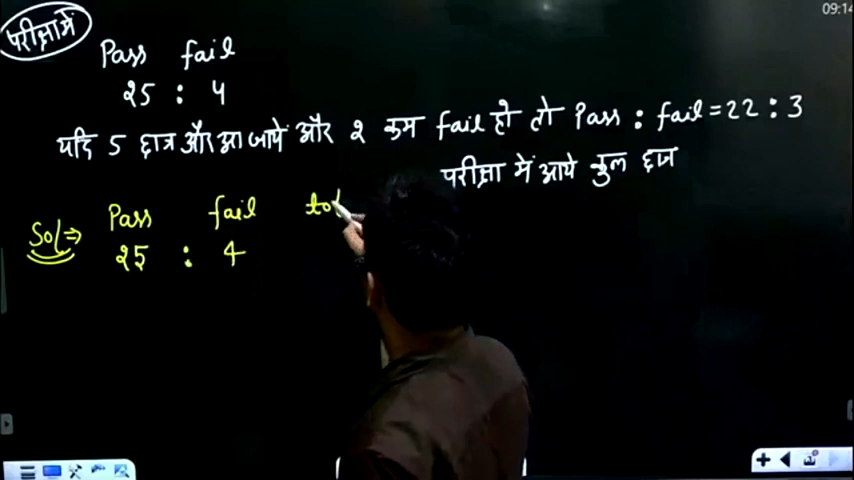 09:14
परीक्षा में
Pass fail
25 : 4
यदि 5 छात्र और आ जाये और 2 कम fail हो तो Pass : fail = 22 : 3
परीक्षा में आये कुल छात्र
Sol ⇒ Pass fail tot
25 : 4